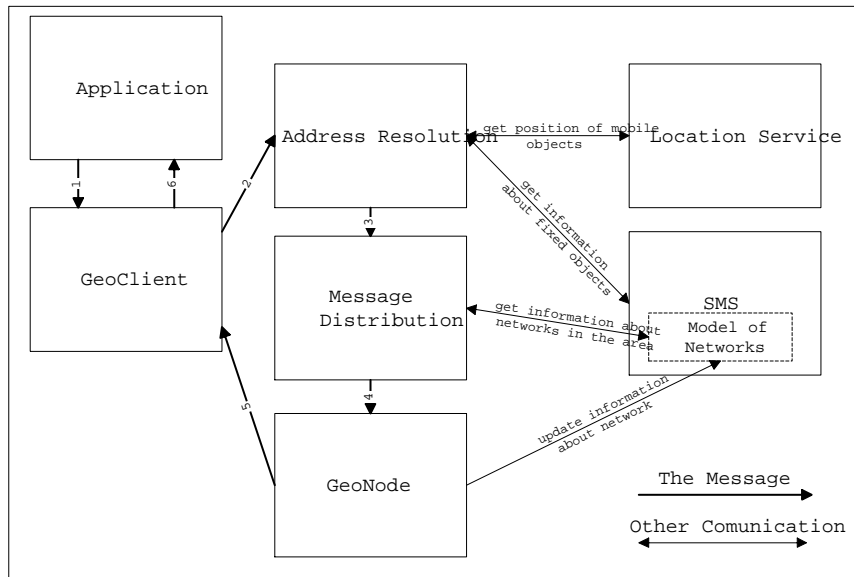 Application
Address Resolution
get position of mobile
objects
Location Service
1
6
2
get information
about fixed objects
3
GeoClient
Message
Distribution
get information about
networks in the area
SMS
Model of
Networks
4
5
update information
about network
GeoNode
The Message
Other Comunication